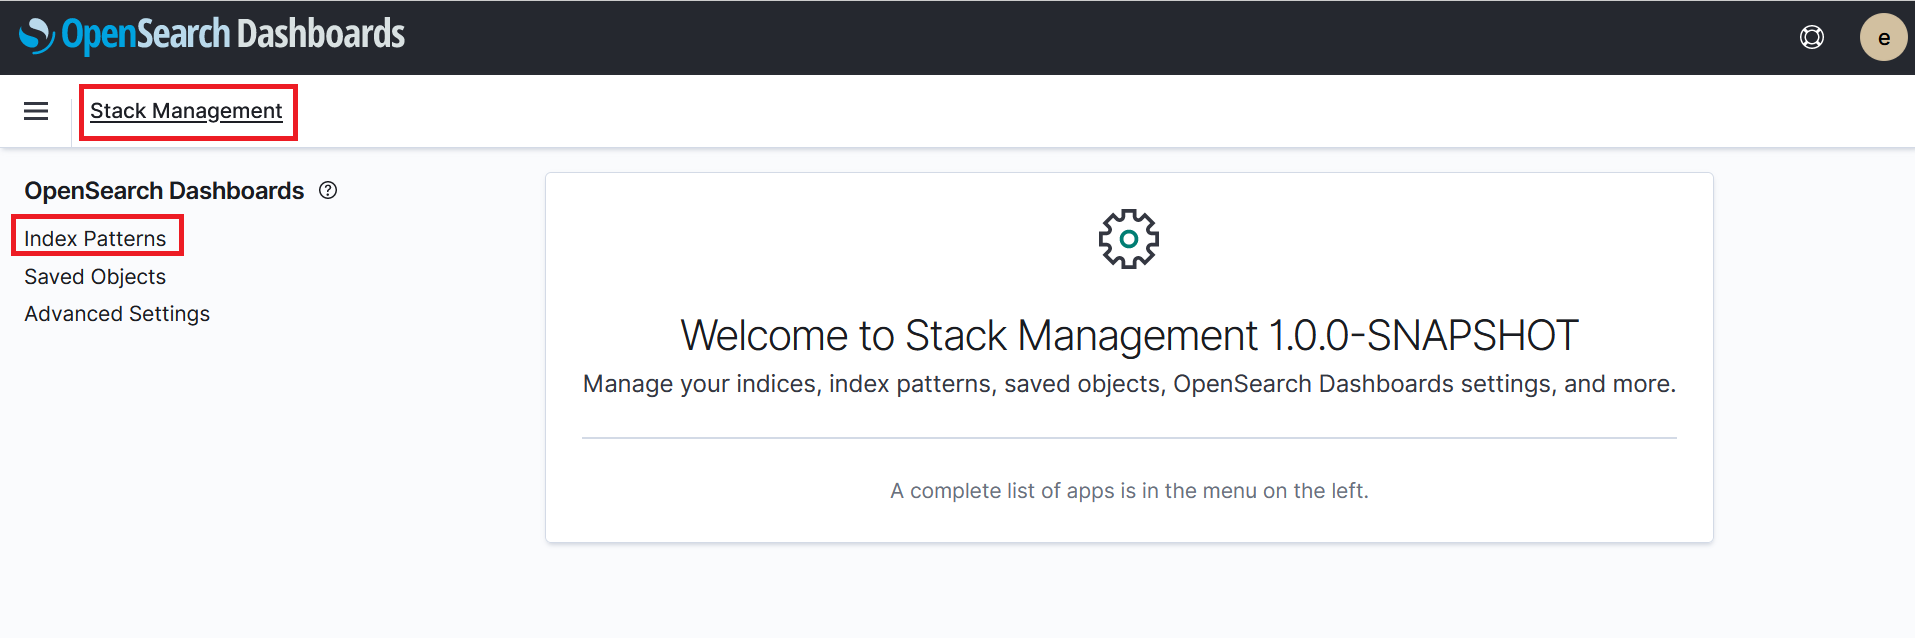 OpenSearch Dashboards
e
Stack Management
OpenSearch Dashboards
Index Patterns
Saved Objects
Advanced Settings
Welcome to Stack Management 1.0.0-SNAPSHOT
Manage your indices, index patterns, saved objects, OpenSearch Dashboards settings, and more.
A complete list of apps is in the menu on the left.